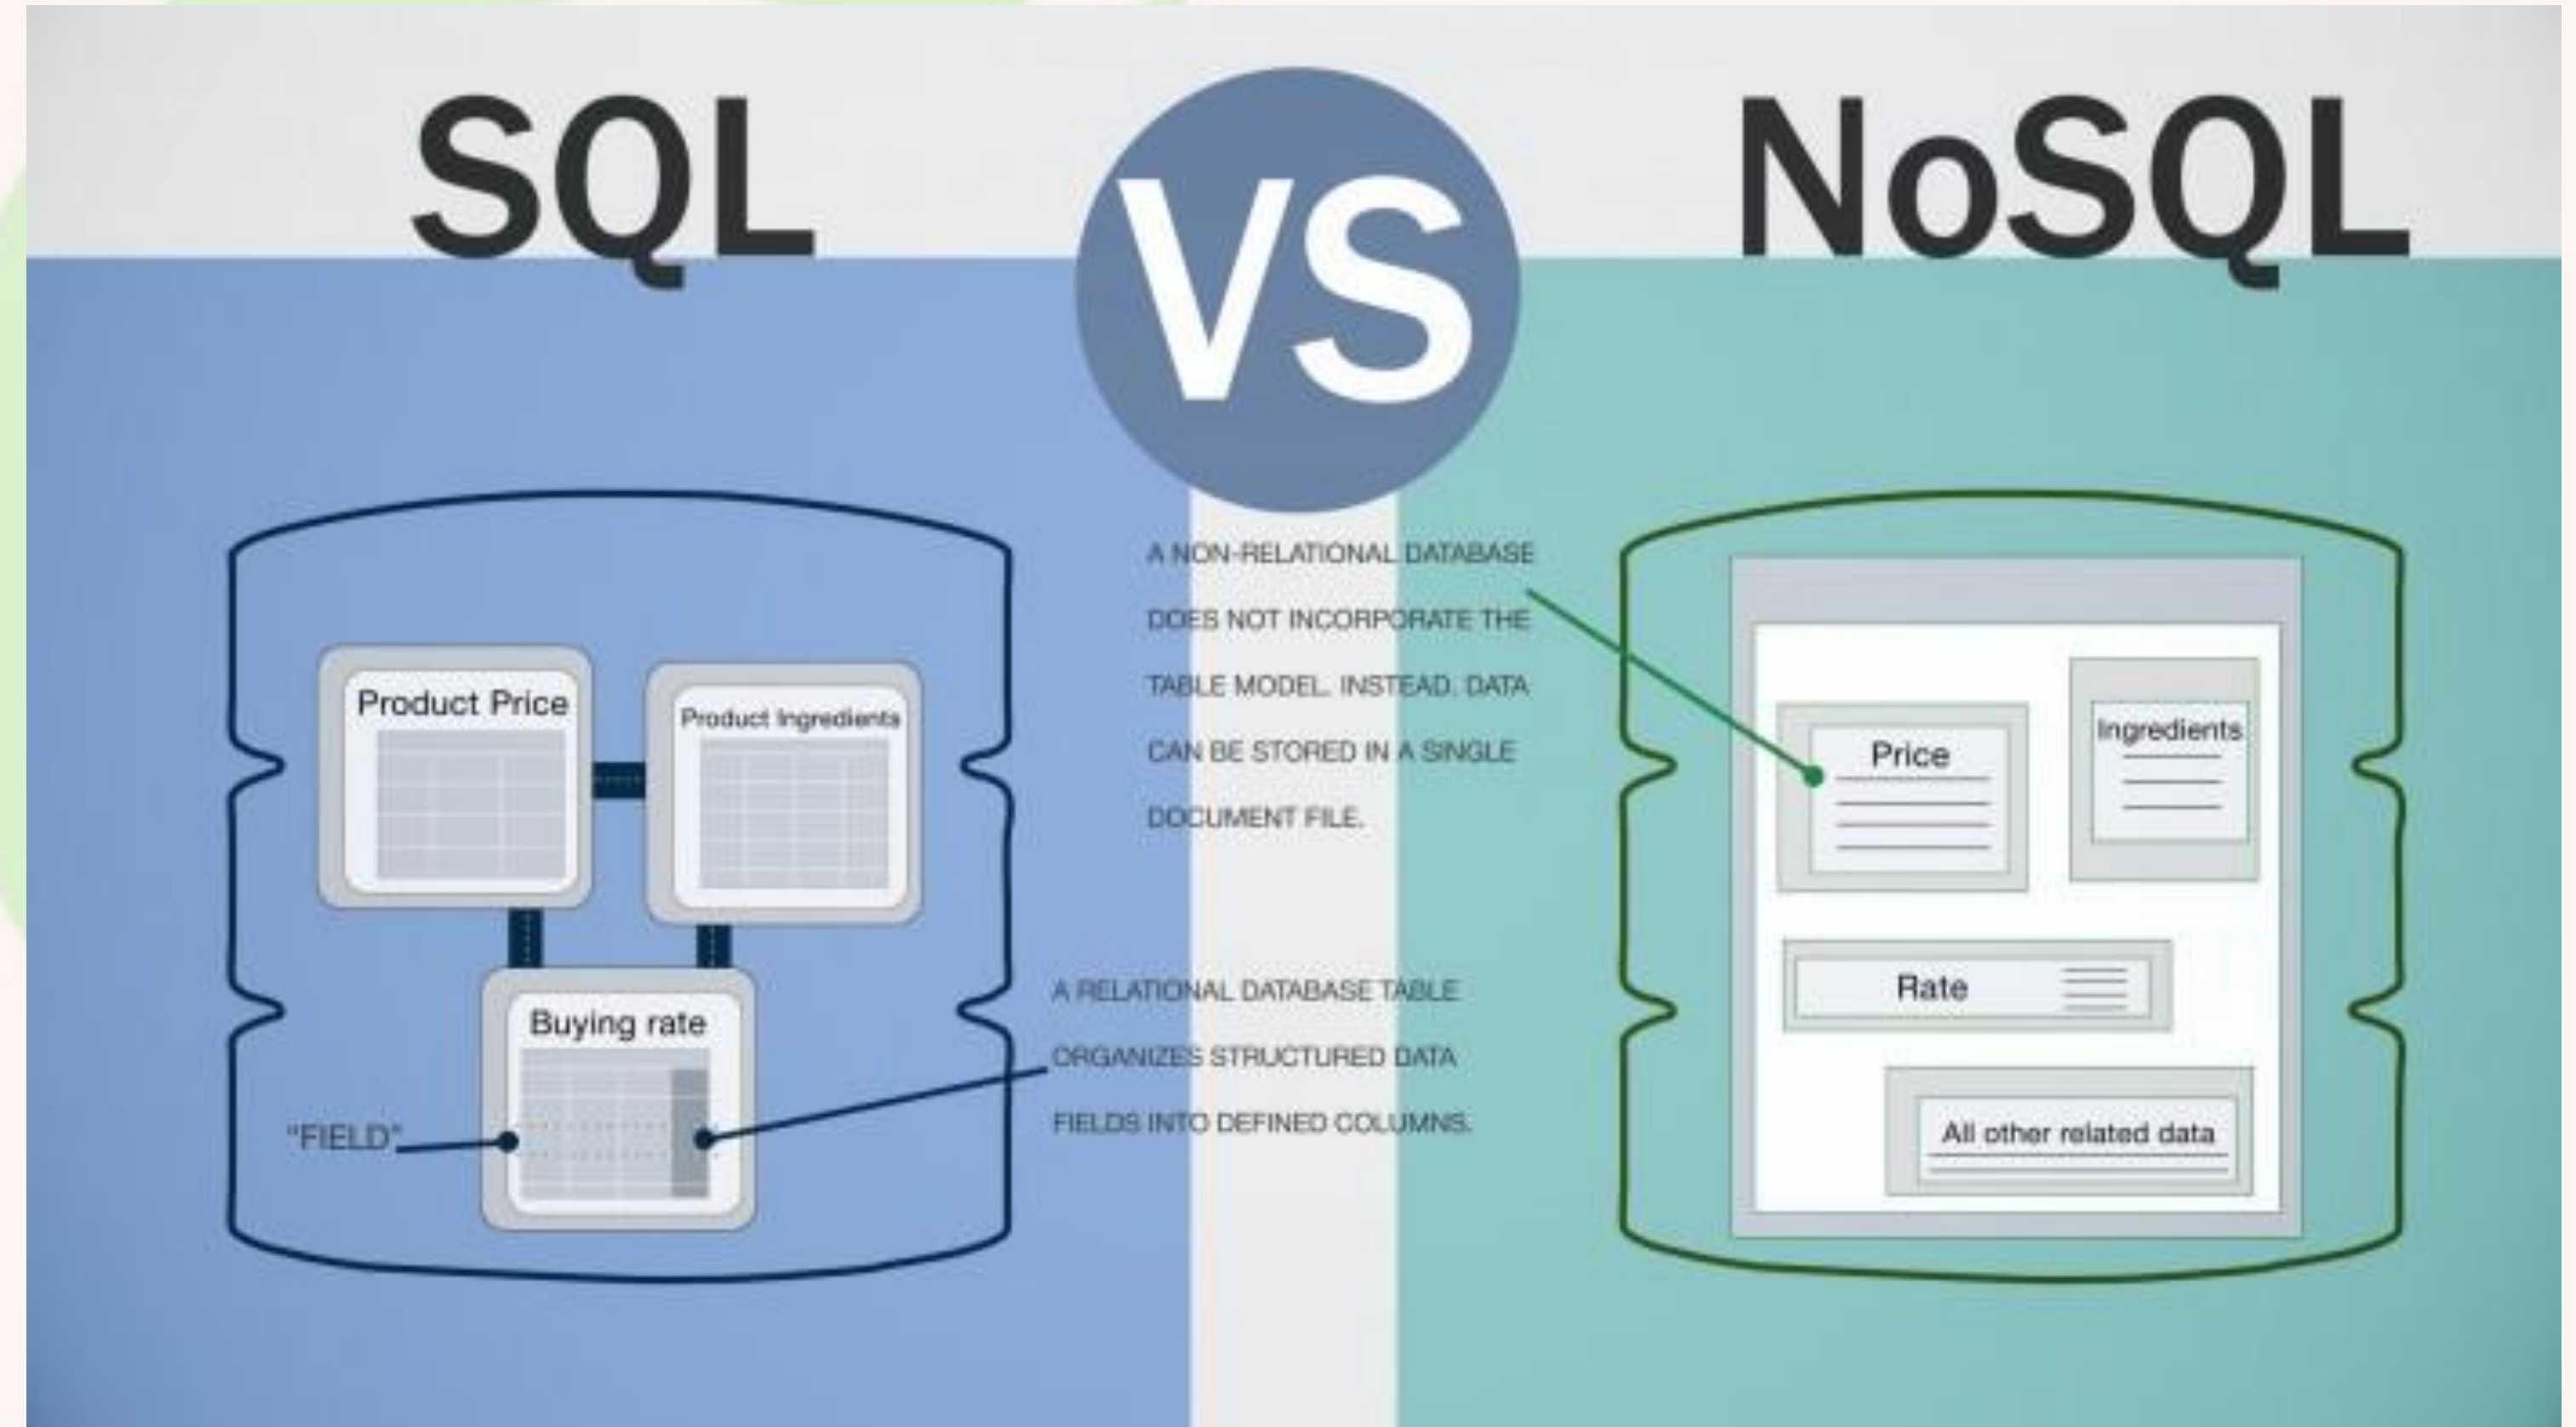 SQL
VS
NoSQL
A NON-RELATIONAL DATABASE
DOES NOT INCORPORATE THE
TABLE MODEL. INSTEAD. DATA
CAN BE STORED IN A SINGLE
DOCUMENT FILE.
Product Price
Product Ingredients
Buying rate
"FIELD"
A RELATIONAL DATABASE TABLE
ORGANIZES STRUCTURED DATA
FIELDS INTO DEFINED COLUMNS.
Price
Ingredients
Rate
All other related data